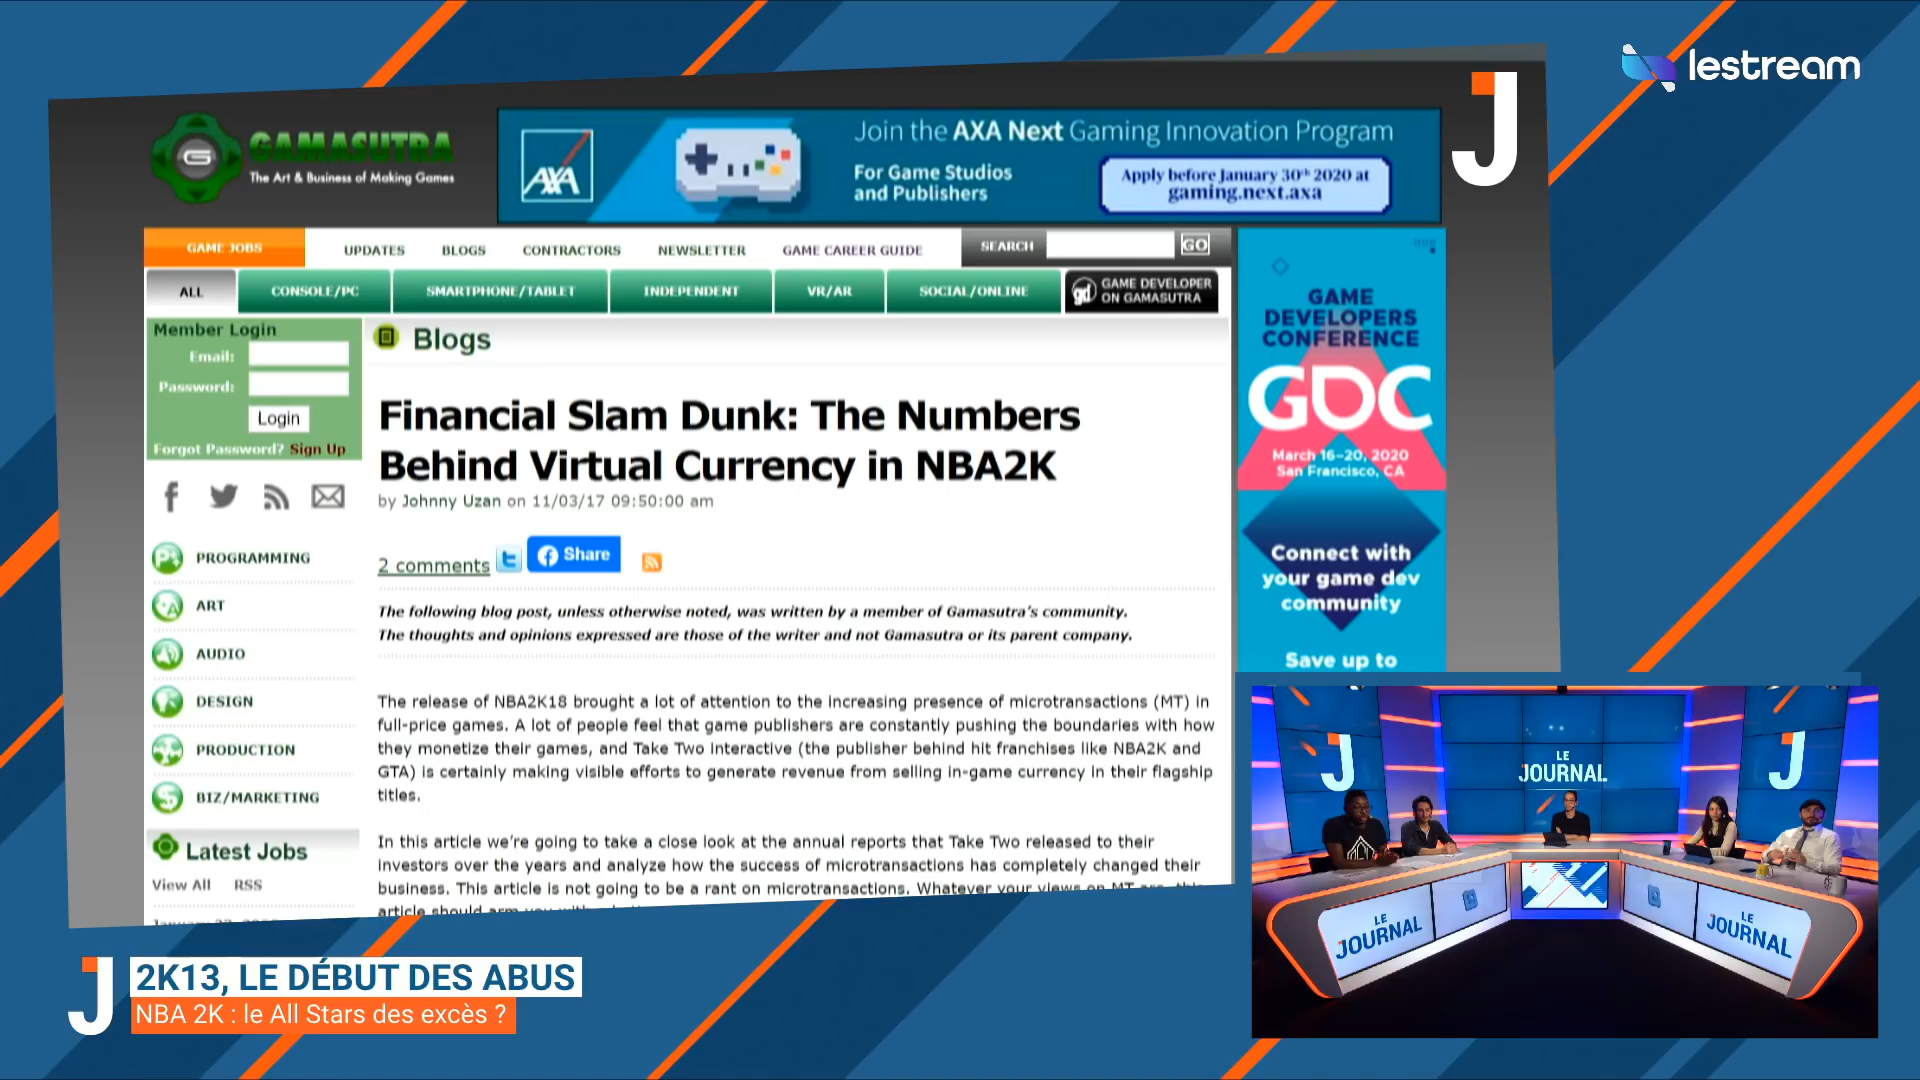 lestream
J
GAMASUTRA
The Art & Business of Making Games
AXA
Join the AXA Next Gaming Innovation Program
For Game Studios
and Publishers
Apply before January 30th 2020 at
gaming.next.axa
GAME JOBS
UPDATES
BLOGS
CONTRACTORS
NEWSLETTER
GAME CAREER GUIDE
SEARCH
GO
ALL
CONSOLE/PC
SMARTPHONE/TABLET
INDEPENDENT
VR/AR
SOCIAL/ONLINE
gd GAME DEVELOPER
ON GAMASUTRA
Member Login
Email:
Password:
Login
Forgot Password? Sign Up
PROGRAMMING
ART
AUDIO
DESIGN
PRODUCTION
BIZ/MARKETING
Latest Jobs
View All RSS
Blogs
Financial Slam Dunk: The Numbers
Behind Virtual Currency in NBA2K
by Johnny Uzan on 11/03/17 09:50:00 am
2 comments
Share
The following blog post, unless otherwise noted, was written by a member of Gamasutra's community.
The thoughts and opinions expressed are those of the writer and not Gamasutra or its parent company.
The release of NBA2K18 brought a lot of attention to the increasing presence of microtransactions (MT) in
full-price games. A lot of people feel that game publishers are constantly pushing the boundaries with how
they monetize their games, and Take Two Interactive (the publisher behind hit franchises like NBA2K and
GTA) is certainly making visible efforts to generate revenue from selling in-game currency in their flagship
titles.
In this article we're going to take a close look at the annual reports that Take Two released to their
investors over the years and analyze how the success of microtransactions has completely changed their
business. This article is not going to be a rant on microtransactions. Whatever your views on MT are, this
article should arm you
GAME
DEVELOPERS
CONFERENCE
GDC
March 16-20, 2020
San Francisco, CA
Connect with
your game dev
community
Save up to
J
LE
JOURNAL
J
LE
JOURNAL
LE
JOURNAL
J
2K13, LE DÉBUT DES ABUS
NBA 2K : le All Stars des excès ?